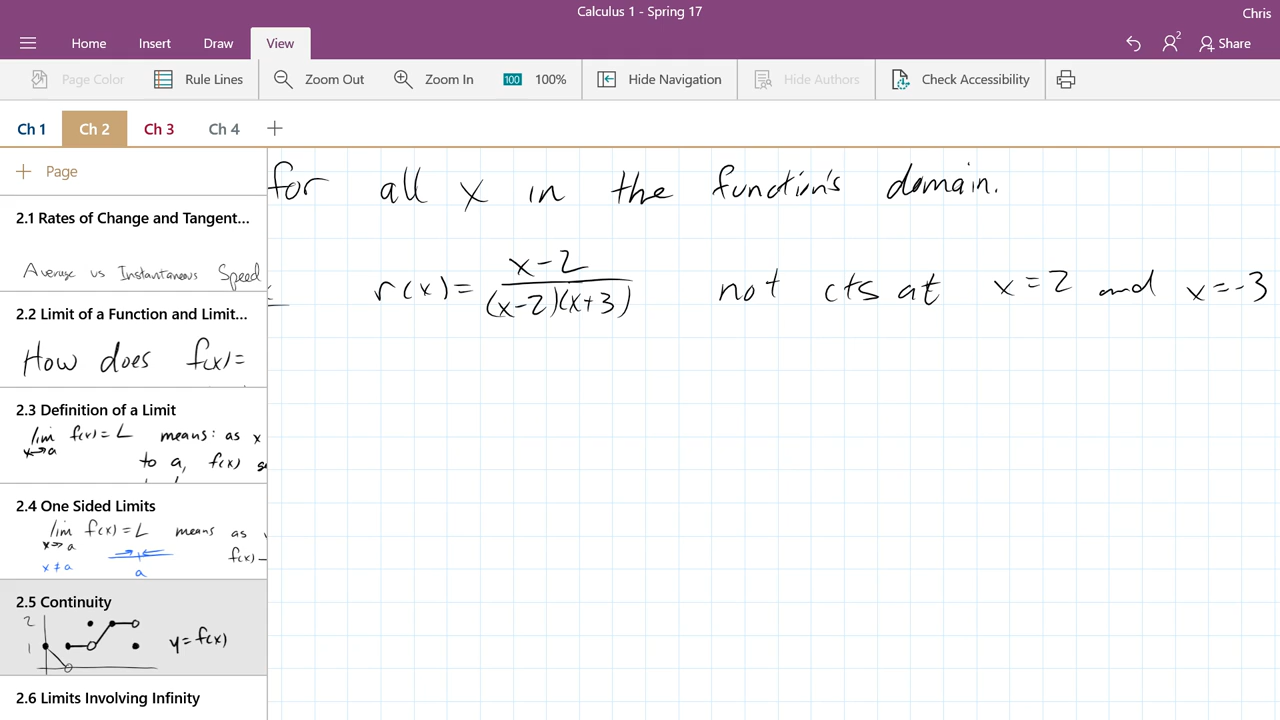 Calculus 1 - Spring 17
Chris
Home Insert Draw View
Share
Page Color Rule Lines Zoom Out Zoom In 100 100% Hide Navigation Hide Authors Check Accessibility
Ch 1 Ch 2 Ch 3 Ch 4
Page
2.1 Rates of Change and Tangent...
Average vs Instantaneous Speed
2.2 Limit of a Function and Limit...
How does f(x)=
2.3 Definition of a Limit
lim f(x)=L means: as x
x→a
to a, f(x)
2.4 One Sided Limits
lim f(x)=L means as
x→a
f(x)
x≠a
a
2.5 Continuity
2
1
y=f(x)
2.6 Limits Involving Infinity
for all x in the function's domain.
r(x)= x-2 / (x-2)(x+3) not cts at x=2 and x=-3